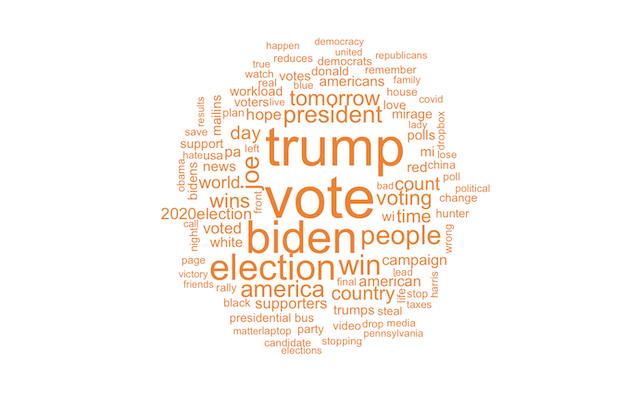 happen democracy
united
true reduces democrats republicans
watch votes donald remember
real blue americans family
workload tomorrow house
voters live love covid
results mailins plan hope president mirage
save day lady polls dropbox
support trump
hate usa pa left mi lose
news joe red china
obama bidens world vote bad count poll
wins front voting political
2020election wi time change
call voted hunter
night white biden people wrong
page election win campaign
victory lead
friends rally america final american harris
black supporters country life stop
taxes
presidential bus trumps steal
matter laptop party video drop media
pennsylvania
candidate stopping
elections